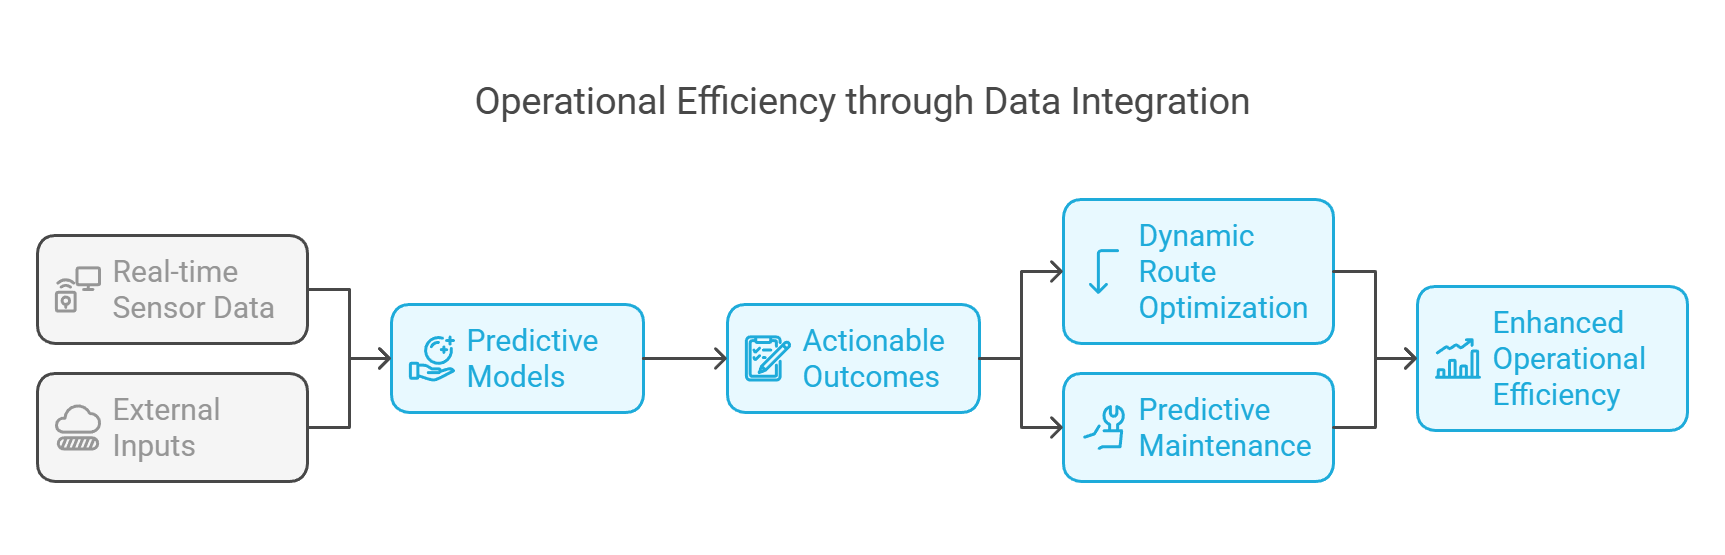 Operational Efficiency through Data Integration
Real-time
Sensor Data
External
Inputs
Predictive
Models
Actionable
Outcomes
Dynamic
Route
Optimization
Predictive
Maintenance
Enhanced
Operational
Efficiency